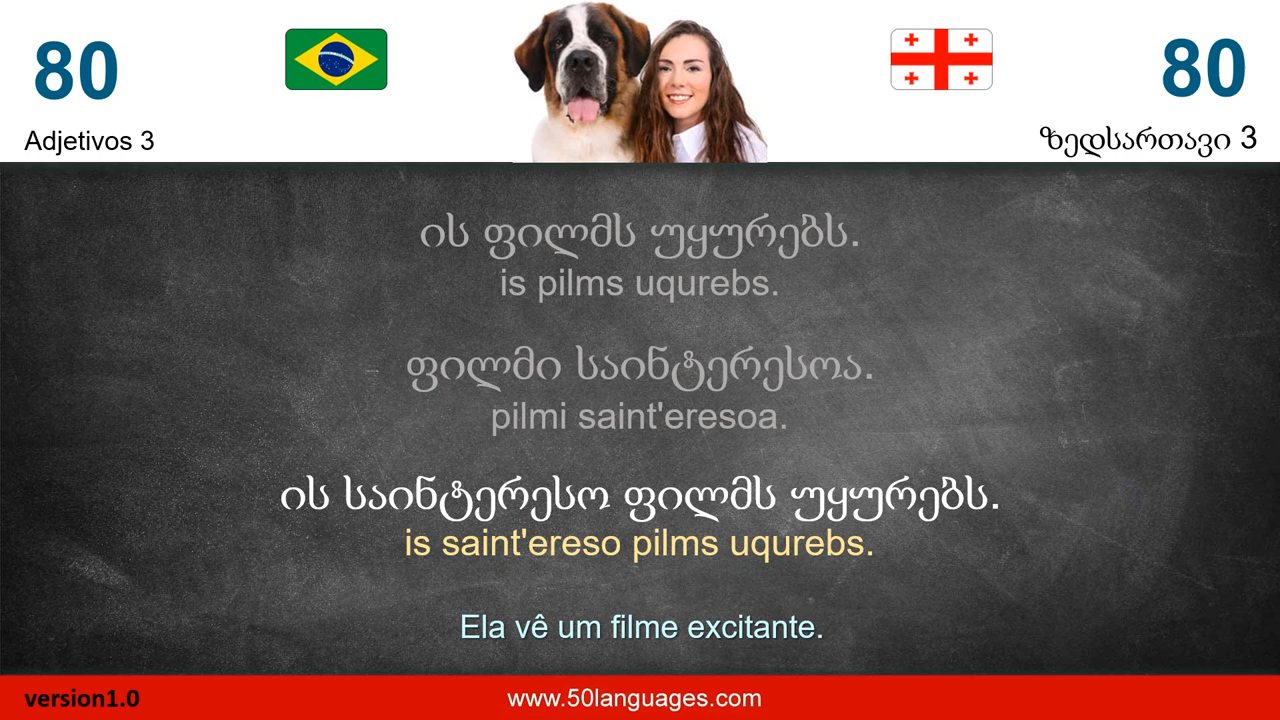 80
80
Adjetivos 3
ზედსართავი 3
ის ფილმს უყურებს.
is pilms uqurebs.
ფილმი საინტერესოა.
pilmi saint'eresoa.
ის საინტერესო ფილმს უყურებს.
is saint'ereso pilms uqurebs.
Ela vê um filme excitante.
version1.0
www.50languages.com